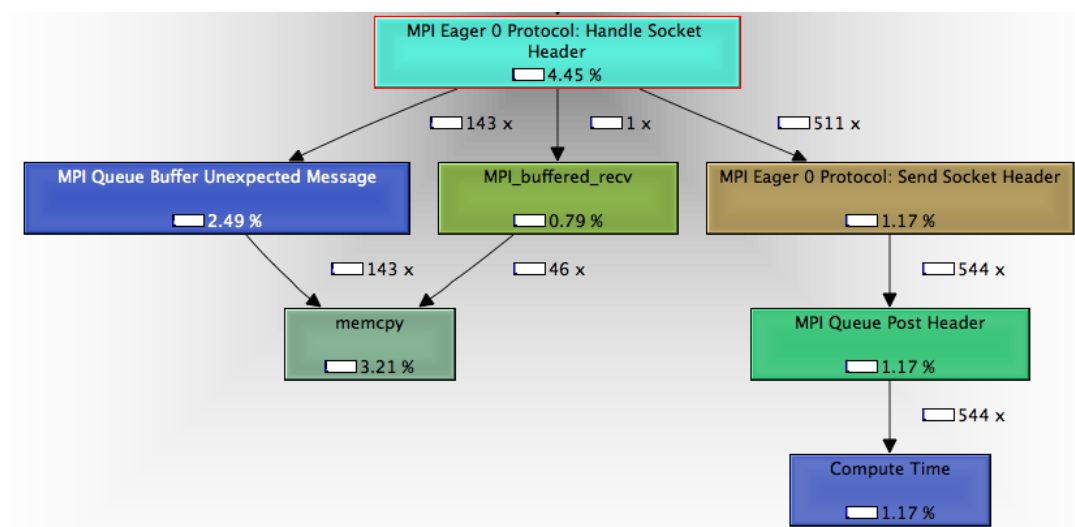 MPI Eager 0 Protocol: Handle Socket
Header
4.45 %
143 x
1 x
511 x
MPI Queue Buffer Unexpected Message
2.49 %
MPI_buffered_recv
0.79 %
MPI Eager 0 Protocol: Send Socket Header
1.17 %
143 x
46 x
544 x
memcpy
3.21 %
MPI Queue Post Header
1.17 %
544 x
Compute Time
1.17 %